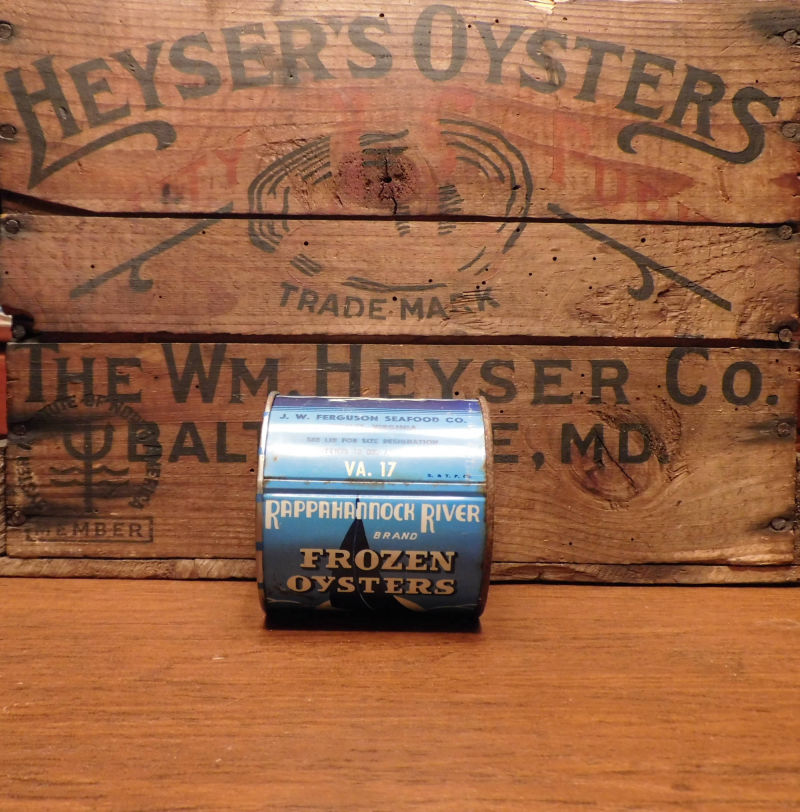 HEYSER'S OYSTERS
TRADE MARK
THE WM. HEYSER CO.
MD.
MEMBER
J. W. FERGUSON SEAFOOD CO.
VIRGINIA
SEE LID FOR SIZE DESIGNATION
VA. 17
RAPPAHANNOCK RIVER
BRAND
FROZEN
OYSTERS